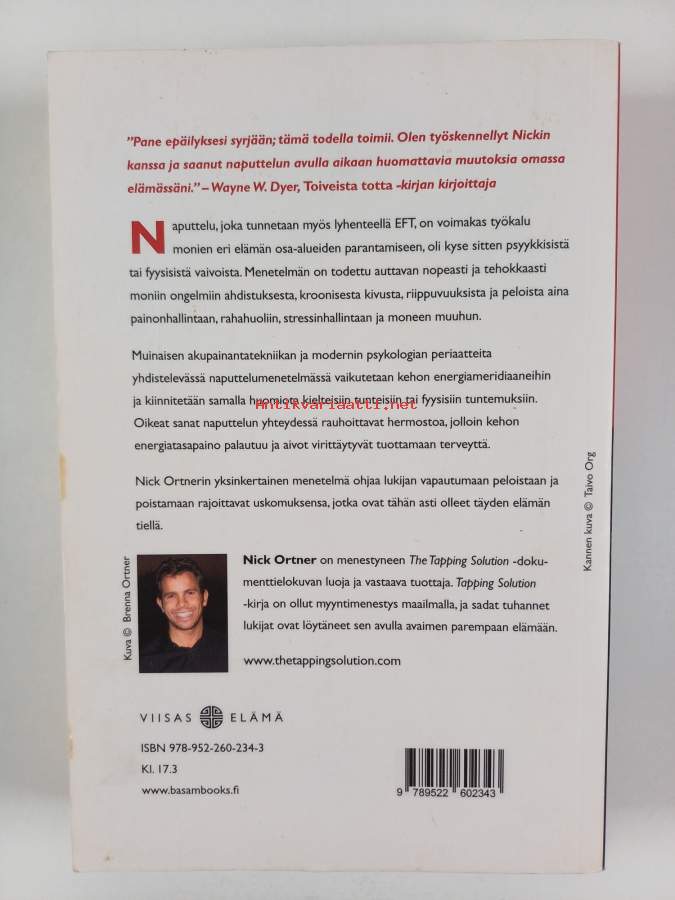 ”Pane epäilyksesi syrjään; tämä todella toimii. Olen työskennellyt Nickin
kanssa ja saanut naputtelun avulla aikaan huomattavia muutoksia omassa
elämässäni.” – Wayne W. Dyer, Toiveista totta -kirjan kirjoittaja
Naputtelu, joka tunnetaan myös lyhenteellä EFT, on voimakas työkalu
monien eri elämän osa-alueiden parantamiseen, oli kyse sitten psyykkisistä
tai fyysisistä vaivoista. Menetelmän on todettu auttavan nopeasti ja tehokkaasti
moniin ongelmiin ahdistuksesta, kroonisesta kivusta, riippuvuuksista ja peloista aina
painonhallintaan, rahahuoliin, stressinhallintaan ja moneen muuhun.
Muinaisen akupainantatekniikan ja modernin psykologian periaatteita
yhdistelevässä naputtelumenetelmässä vaikutetaan kehon energiameridiaaneihin
ja kiinnitetään samalla huomiota kielteisiin tunteisiin tai fyysisiin tuntemuksiin.
Antikvariaatti.net
Oikeat sanat naputtelun yhteydessä rauhoittavat hermostoa, jolloin kehon
energiatasapaino palautuu ja aivot virittäytyvät tuottamaan terveyttä.
Nick Ortnerin yksinkertainen menetelmä ohjaa lukijan vapautumaan peloistaan ja
poistamaan rajoittavat uskomuksensa, jotka ovat tähän asti olleet täyden elämän
tiellä.
Kannen kuva © Taivo Org
Kuva © Brenna Ortner
Nick Ortner on menestyneen The Tapping Solution -doku-
menttielokuvan luoja ja vastaava tuottaja. Tapping Solution
-kirja on ollut myyntimenestys maailmalla, ja sadat tuhannet
lukijat ovat löytäneet sen avulla avaimen parempaan elämään.
www.thetappingsolution.com
VIISAS ELÄMÄ
ISBN 978-952-260-234-3
Kl. 17.3
www.basambooks.fi
9 789522 602343